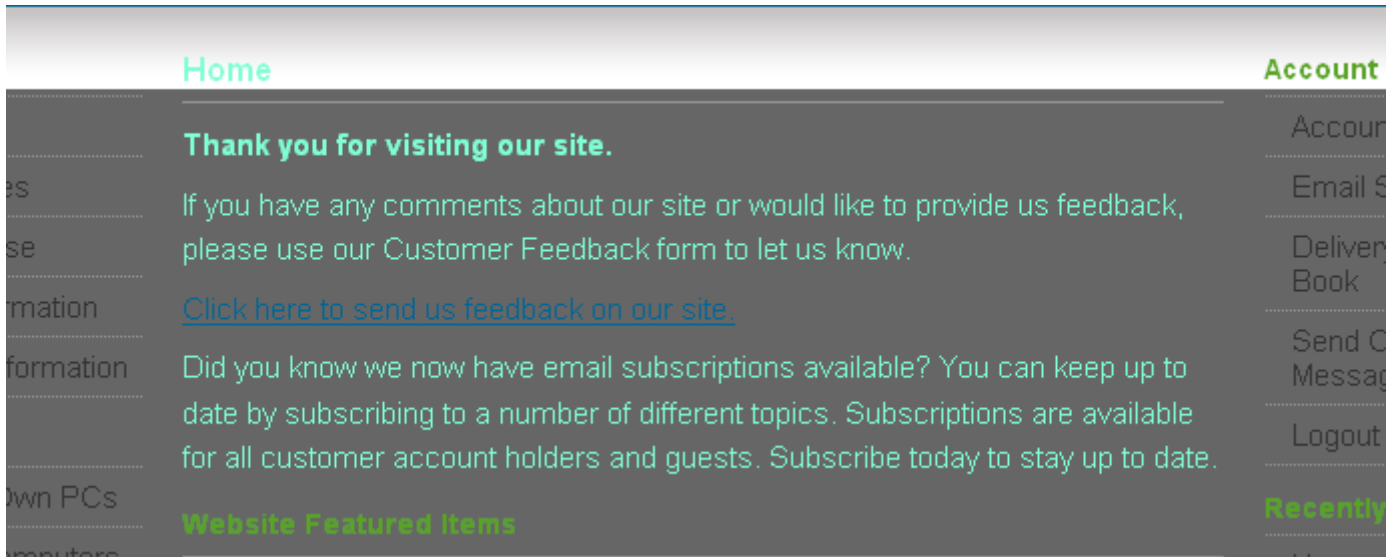 Home
Thank you for visiting our site.
If you have any comments about our site or would like to provide us feedback,
please use our Customer Feedback form to let us know.
Click here to send us feedback on our site.
Did you know we now have email subscriptions available? You can keep up to
date by subscribing to a number of different topics. Subscriptions are available
for all customer account holders and guests. Subscribe today to stay up to date.
Website Featured Items
PCs
Account
Email
Book
Send
Logout
Recently